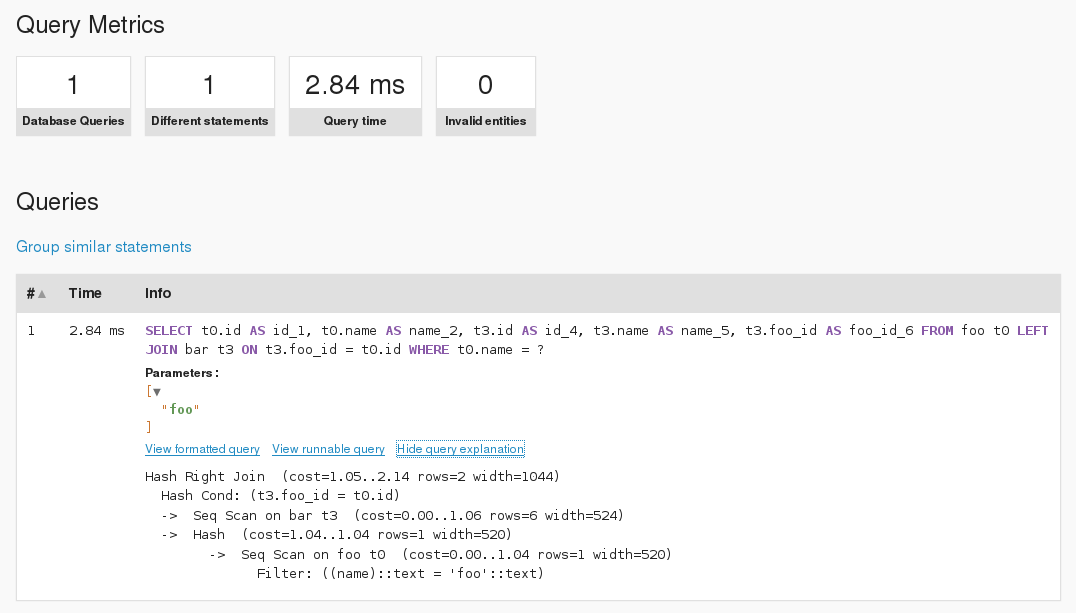 Query Metrics
1
Database Queries
1
Different statements
2.84 ms
Query time
0
Invalid entities
Queries
Group similar statements
#▲ Time Info
1 2.84 ms SELECT t0.id AS id_1, t0.name AS name_2, t3.id AS id_4, t3.name AS name_5, t3.foo_id AS foo_id_6 FROM foo t0 LEFT
JOIN bar t3 ON t3.foo_id = t0.id WHERE t0.name = ?
Parameters:
[▼
"foo"
]
View formatted query View runnable query Hide query explanation
Hash Right Join  (cost=1.05..2.14 rows=2 width=1044)
  Hash Cond: (t3.foo_id = t0.id)
  ->  Seq Scan on bar t3  (cost=0.00..1.06 rows=6 width=524)
  ->  Hash  (cost=1.04..1.04 rows=1 width=520)
        ->  Seq Scan on foo t0  (cost=0.00..1.04 rows=1 width=520)
              Filter: ((name)::text = 'foo'::text)